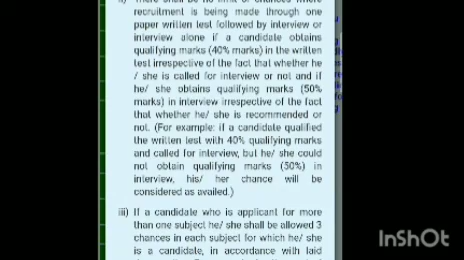 ii) There shall be no limit of chances where
recruitment is being made through one
paper written test followed by interview or
interview alone if a candidate obtains
qualifying marks (40% marks) in the written
test irrespective of the fact that whether he
/ she is called for interview or not and if
he/ she obtains qualifying marks (50%
marks) in interview irrespective of the fact
that whether he/ she is recommended or
not. (For example: if a candidate qualified
the written test with 40% qualifying marks
and called for interview, but he/ she could
not obtain qualifying marks (50%) in
interview, his/ her chance will be
considered as availed.)
iii) If a candidate who is applicant for more
than one subject he/ she shall be allowed 3
chances in each subject for which he/ she
is a candidate, in accordance with laid
InShOt